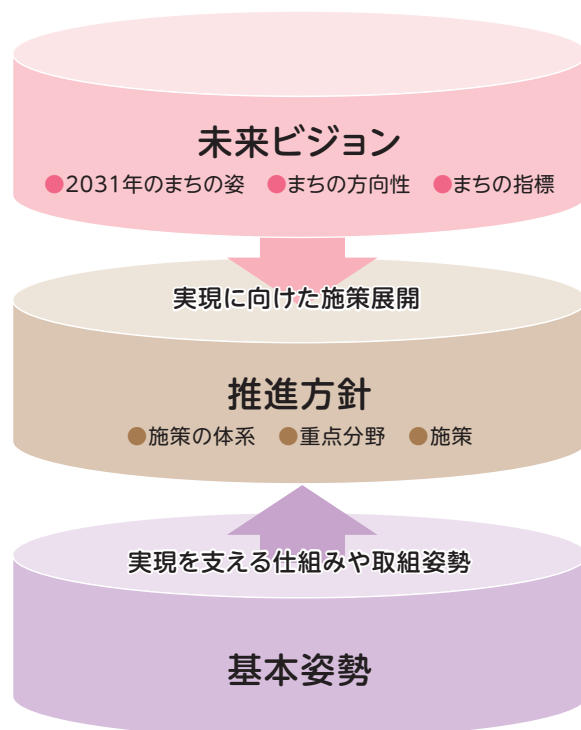 未来ビジョン
●2031年のまちの姿 ●まちの方向性 ●まちの指標
実現に向けた施策展開
推進方針
●施策の体系 ●重点分野 ●施策
実現を支える仕組みや取組姿勢
基本姿勢